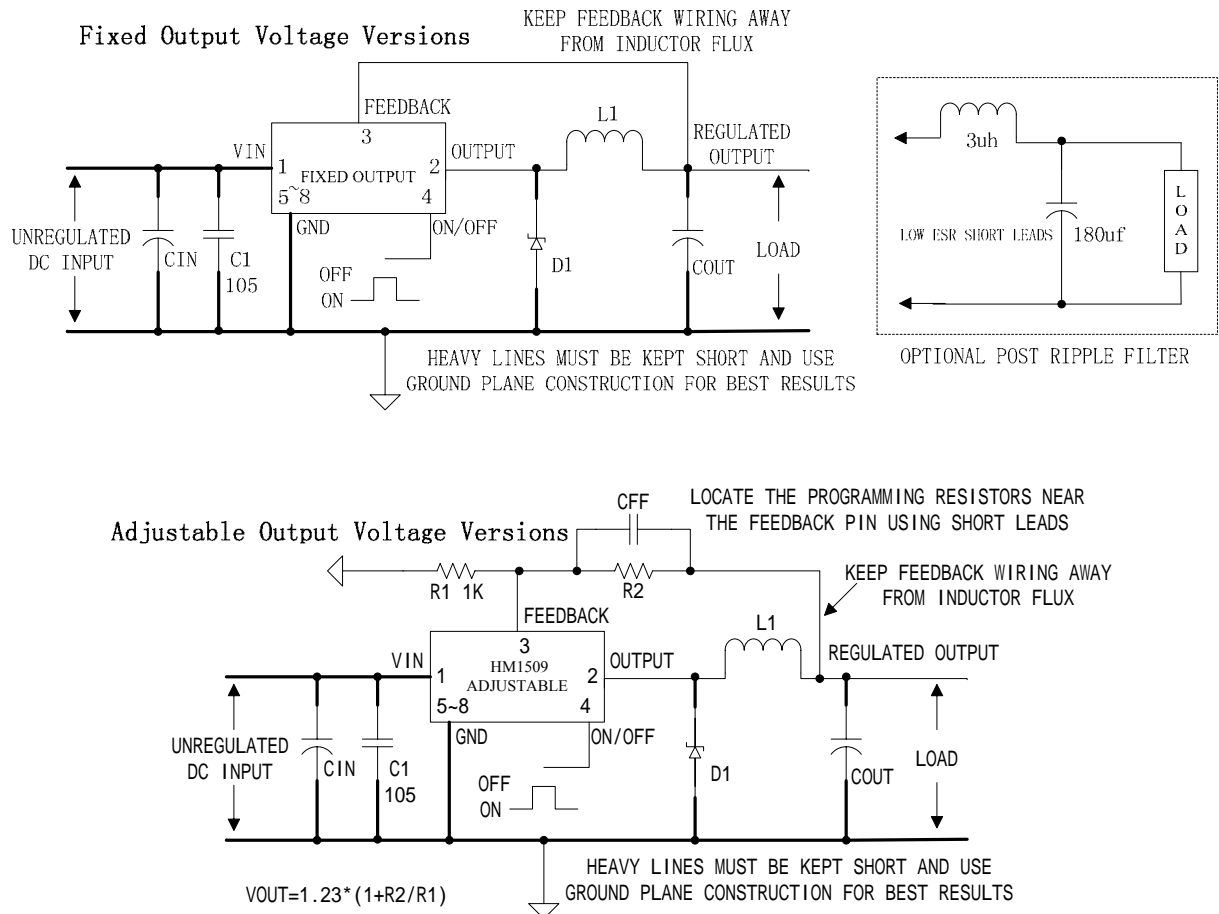 Fixed Output Voltage Versions
KEEP FEEDBACK WIRING AWAY
FROM INDUCTOR FLUX
FEEDBACK
3
L1
VIN
1
OUTPUT
2
FIXED OUTPUT
5~8
4
GND
ON/OFF
REGULATED
OUTPUT
UNREGULATED
DC INPUT
CIN
C1
105
OFF
ON
D1
COUT
LOAD
HEAVY LINES MUST BE KEPT SHORT AND USE
GROUND PLANE CONSTRUCTION FOR BEST RESULTS
3uh
LOW ESR SHORT LEADS
180uf
LOAD
OPTIONAL POST RIPPLE FILTER
Adjustable Output Voltage Versions
CFF
LOCATE THE PROGRAMMING RESISTORS NEAR
THE FEEDBACK PIN USING SHORT LEADS
R1 1K
R2
KEEP FEEDBACK WIRING AWAY
FROM INDUCTOR FLUX
FEEDBACK
3
L1
VIN
1
HM1509
ADJUSTABLE
OUTPUT
2
5~8
4
GND
ON/OFF
REGULATED OUTPUT
UNREGULATED
DC INPUT
CIN
C1
105
OFF
ON
D1
COUT
LOAD
HEAVY LINES MUST BE KEPT SHORT AND USE
GROUND PLANE CONSTRUCTION FOR BEST RESULTS
VOUT=1.23*(1+R2/R1)